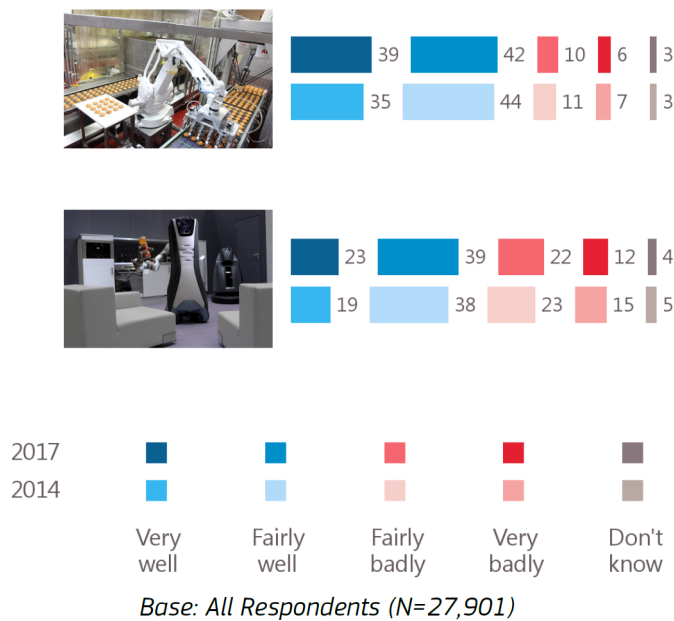 39 42 10 6 3
35 44 11 7 3
23 39 22 12 4
19 38 23 15 5
2017
2014
Very well
Fairly well
Fairly badly
Very badly
Don't know
Base: All Respondents (N=27,901)